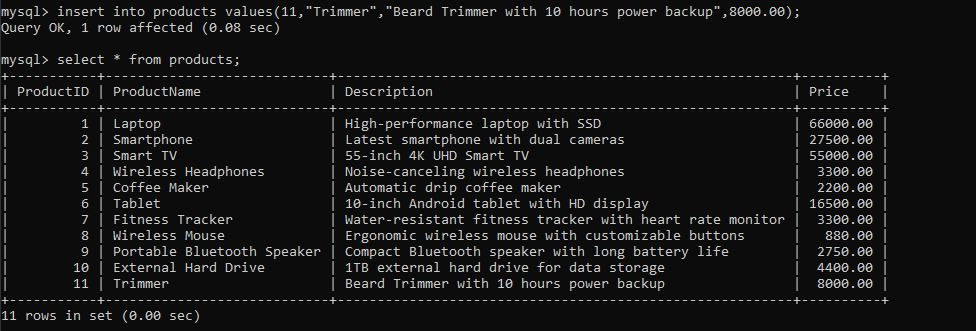 mysql> insert into products values(11,"Trimmer","Beard Trimmer with 10 hours power backup",8000.00);
Query OK, 1 row affected (0.08 sec)
mysql> select * from products;
+-----------+----------------------------+--------------------------------------------------------+----------+
| ProductID | ProductName                | Description                                            | Price    |
+-----------+----------------------------+--------------------------------------------------------+----------+
|         1 | Laptop                     | High-performance laptop with SSD                       | 66000.00 |
|         2 | Smartphone                 | Latest smartphone with dual cameras                    | 27500.00 |
|         3 | Smart TV                   | 55-inch 4K UHD Smart TV                                | 55000.00 |
|         4 | Wireless Headphones        | Noise-canceling wireless headphones                    |  3300.00 |
|         5 | Coffee Maker               | Automatic drip coffee maker                            |  2200.00 |
|         6 | Tablet                     | 10-inch Android tablet with HD display                 | 16500.00 |
|         7 | Fitness Tracker            | Water-resistant fitness tracker with heart rate monitor |  3300.00 |
|         8 | Wireless Mouse             | Ergonomic wireless mouse with customizable buttons     |   880.00 |
|         9 | Portable Bluetooth Speaker | Compact Bluetooth speaker with long battery life       |  2750.00 |
|        10 | External Hard Drive        | 1TB external hard drive for data storage               |  4400.00 |
|        11 | Trimmer                    | Beard Trimmer with 10 hours power backup               |  8000.00 |
+-----------+----------------------------+--------------------------------------------------------+----------+
11 rows in set (0.00 sec)